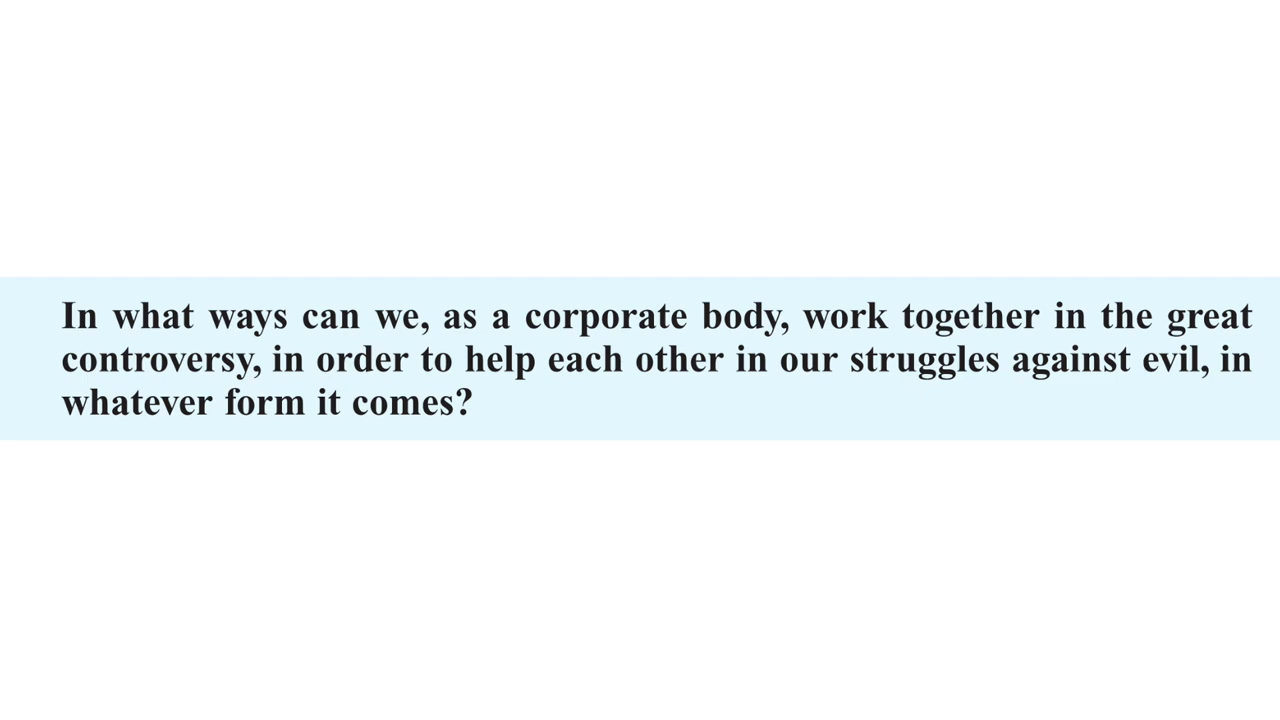 In what ways can we, as a corporate body, work together in the great
controversy, in order to help each other in our struggles against evil, in
whatever form it comes?